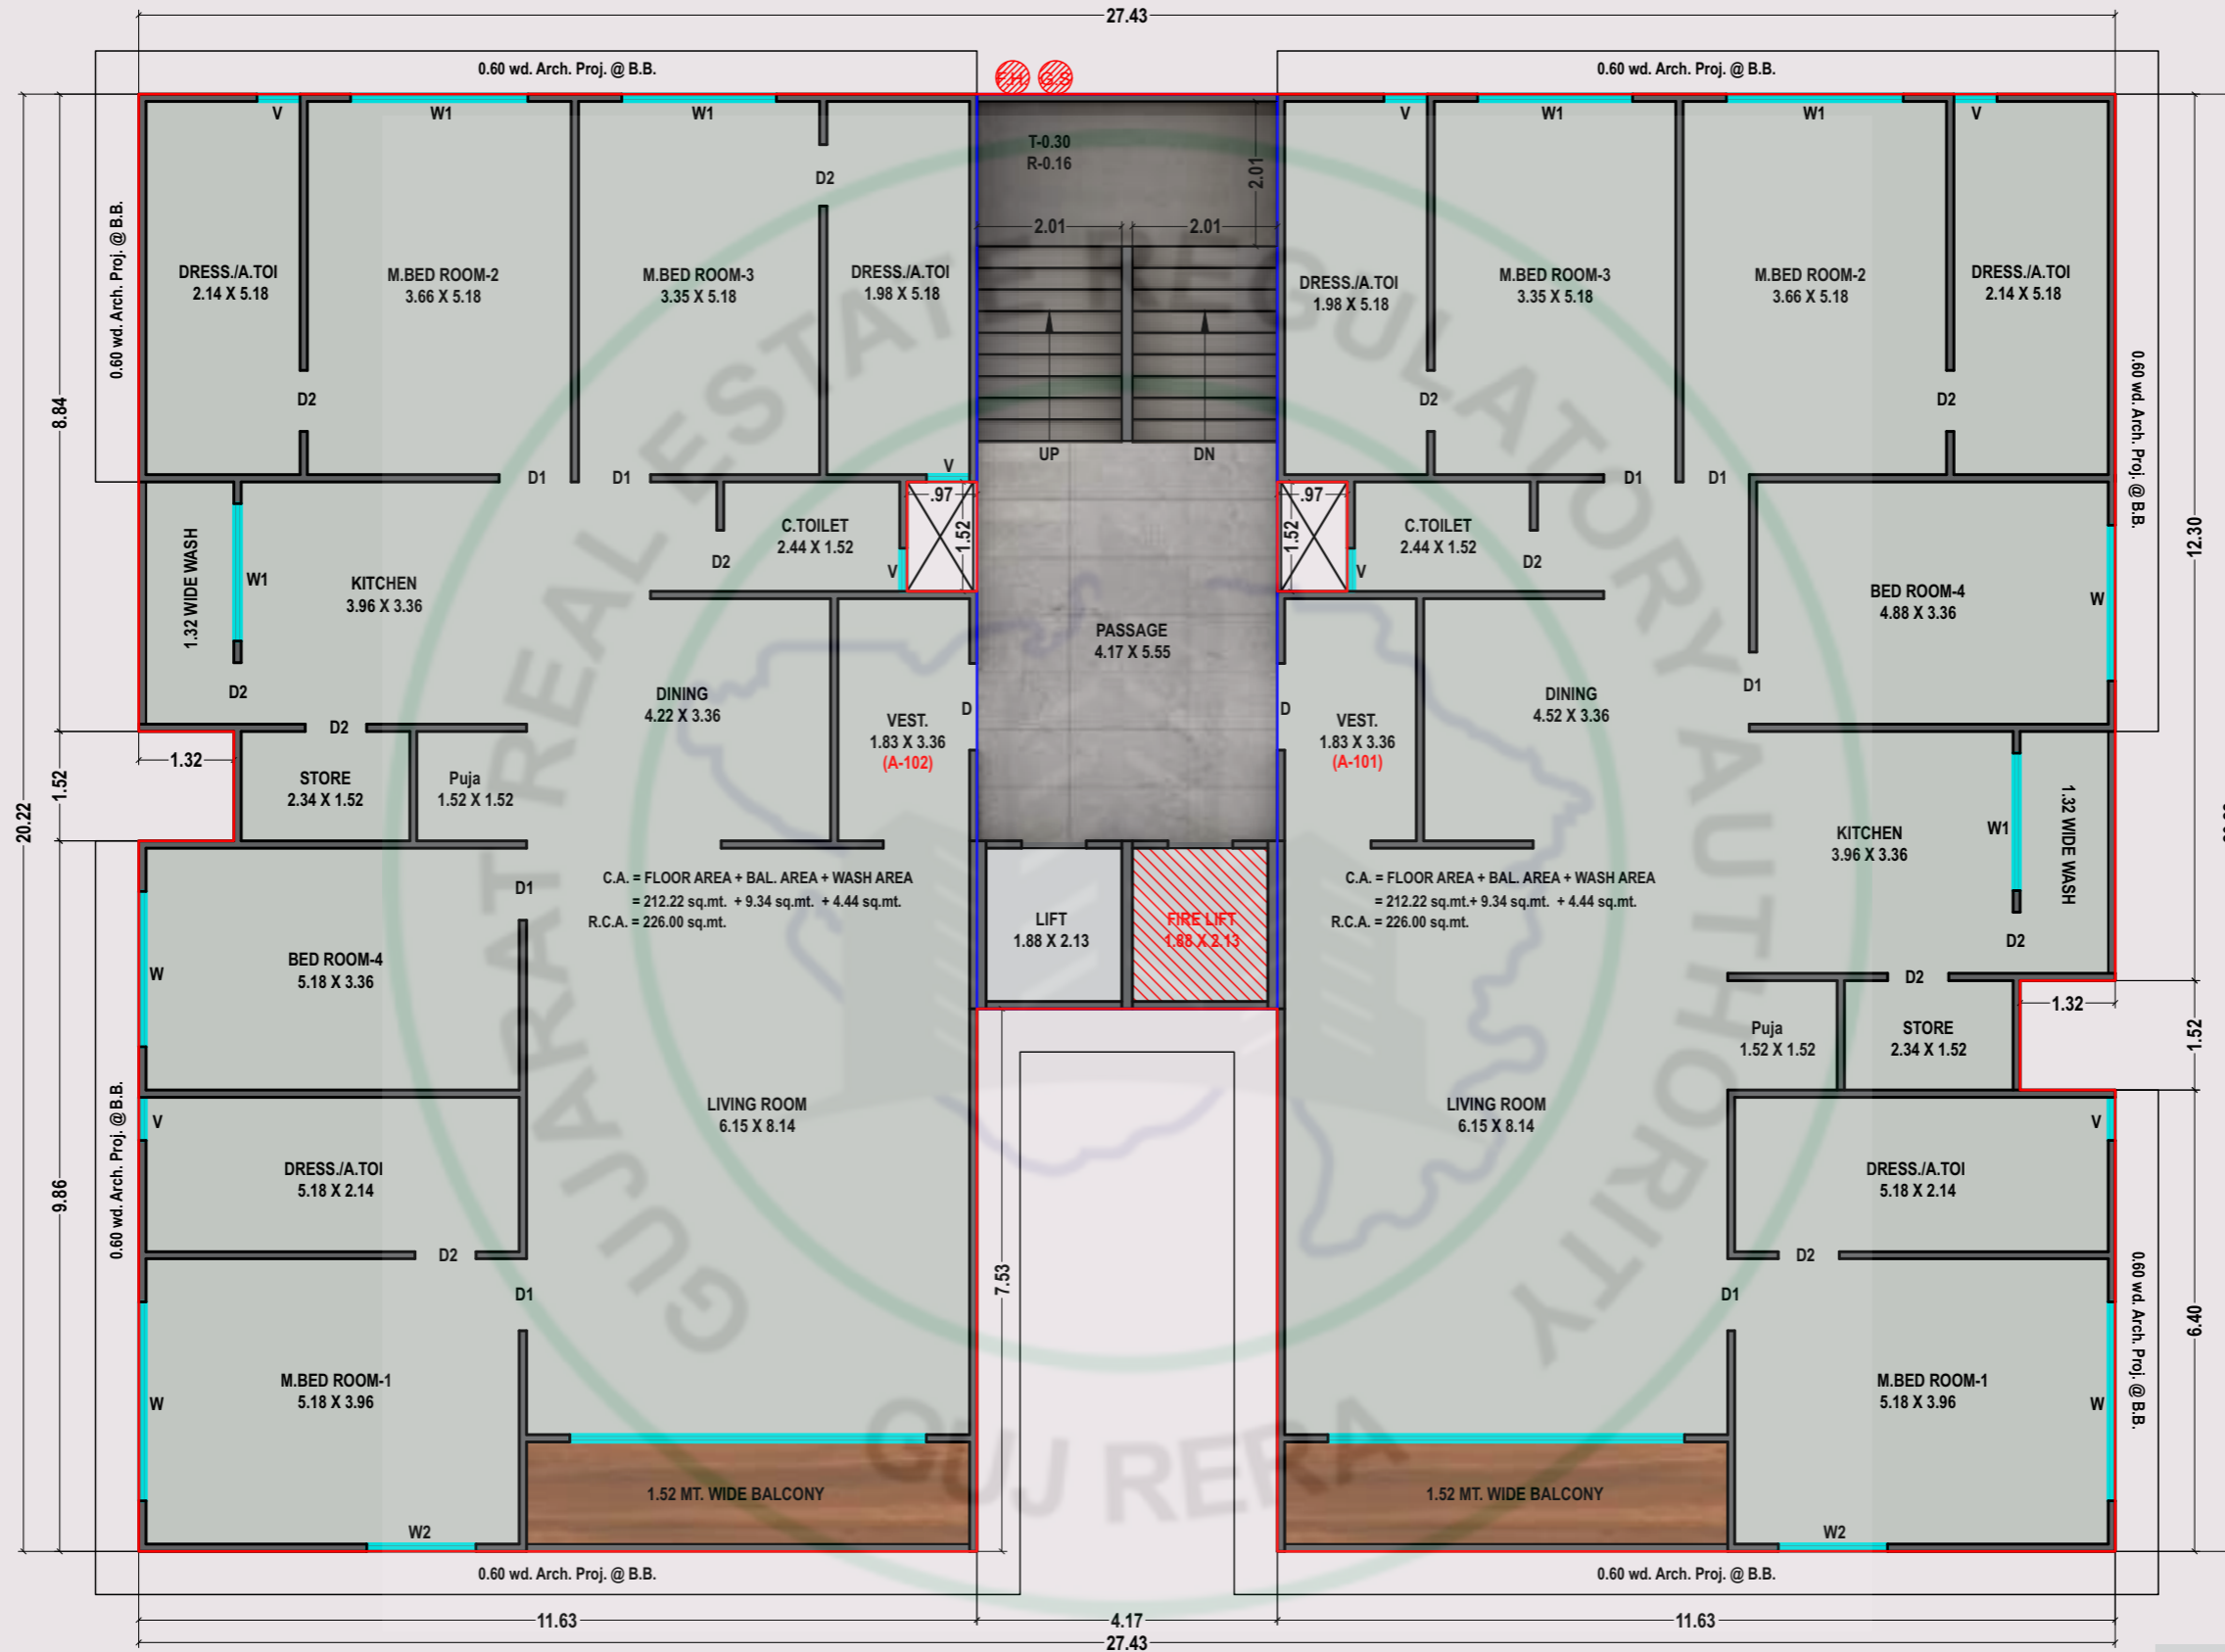 27.43
0.60 wd. Arch. Proj. @ B.B.
0.60 wd. Arch. Proj. @ B.B.
V
W1
W1
V
W1
W1
V
T-0.30
R-0.16
2.01
D2
2.01
2.01
0.60 wd. Arch. Proj. @ B.B.
DRESS./A.TOI
2.14 X 5.18
M.BED ROOM-2
3.66 X 5.18
M.BED ROOM-3
3.35 X 5.18
DRESS./A.TOI
1.98 X 5.18
DRESS./A.TOI
1.98 X 5.18
M.BED ROOM-3
3.35 X 5.18
M.BED ROOM-2
3.66 X 5.18
DRESS./A.TOI
2.14 X 5.18
0.60 wd. Arch. Proj. @ B.B.
8.84
D2
D2
D2
UP
DN
D1
D1
V
D1
D1
.97
1.52
.97
1.52
C.TOILET
2.44 X 1.52
C.TOILET
2.44 X 1.52
D2
V
V
D2
12.30
1.32 WIDE WASH
W1
KITCHEN
3.96 X 3.36
BED ROOM-4
4.88 X 3.36
W
PASSAGE
4.17 X 5.55
D2
D2
DINING
4.22 X 3.36
VEST.
1.83 X 3.36
(A-102)
D
D
VEST.
1.83 X 3.36
(A-101)
DINING
4.52 X 3.36
D1
1.32
1.52
20.22
STORE
2.34 X 1.52
Puja
1.52 X 1.52
W1
KITCHEN
3.96 X 3.36
1.32 WIDE WASH
D2
D1
C.A. = FLOOR AREA + BAL. AREA + WASH AREA
= 212.22 sq.mt. + 9.34 sq.mt. + 4.44 sq.mt.
R.C.A. = 226.00 sq.mt.
C.A. = FLOOR AREA + BAL. AREA + WASH AREA
= 212.22 sq.mt.+ 9.34 sq.mt. + 4.44 sq.mt.
R.C.A. = 226.00 sq.mt.
LIFT
1.88 X 2.13
FIRE LIFT
1.88 X 2.13
BED ROOM-4
5.18 X 3.36
W
D2
1.32
1.52
Puja
1.52 X 1.52
STORE
2.34 X 1.52
V
LIVING ROOM
6.15 X 8.14
LIVING ROOM
6.15 X 8.14
V
0.60 wd. Arch. Proj. @ B.B.
9.86
DRESS./A.TOI
5.18 X 2.14
DRESS./A.TOI
5.18 X 2.14
D2
D2
D1
7.53
D1
6.40
0.60 wd. Arch. Proj. @ B.B.
M.BED ROOM-1
5.18 X 3.96
W
M.BED ROOM-1
5.18 X 3.96
W
1.52 MT. WIDE BALCONY
1.52 MT. WIDE BALCONY
W2
W2
0.60 wd. Arch. Proj. @ B.B.
0.60 wd. Arch. Proj. @ B.B.
11.63
4.17
11.63
27.43
GUJARAT REAL ESTATE REGULATORY AUTHORITY
GUJ RERA